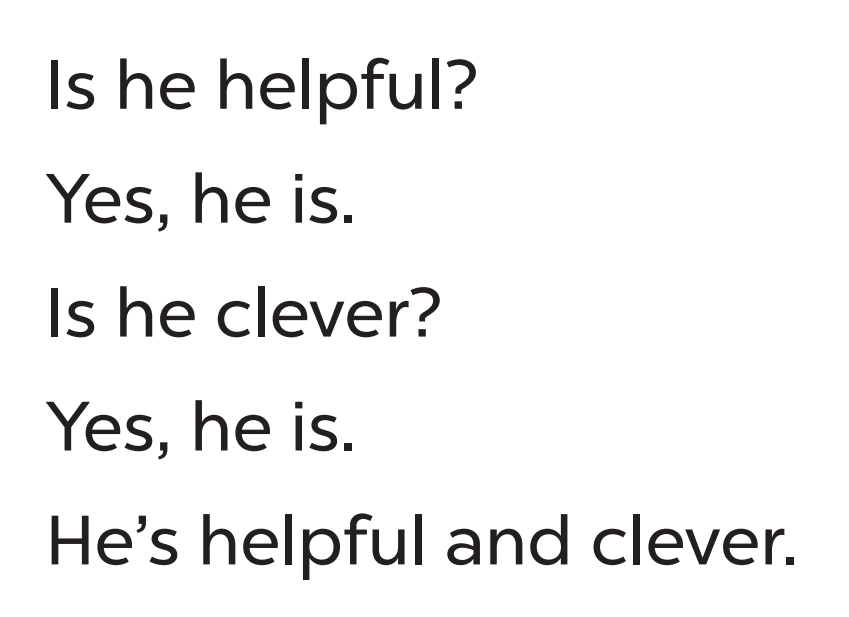 Is he helpful?
Yes, he is.
Is he clever?
Yes, he is.
He’s helpful and clever.